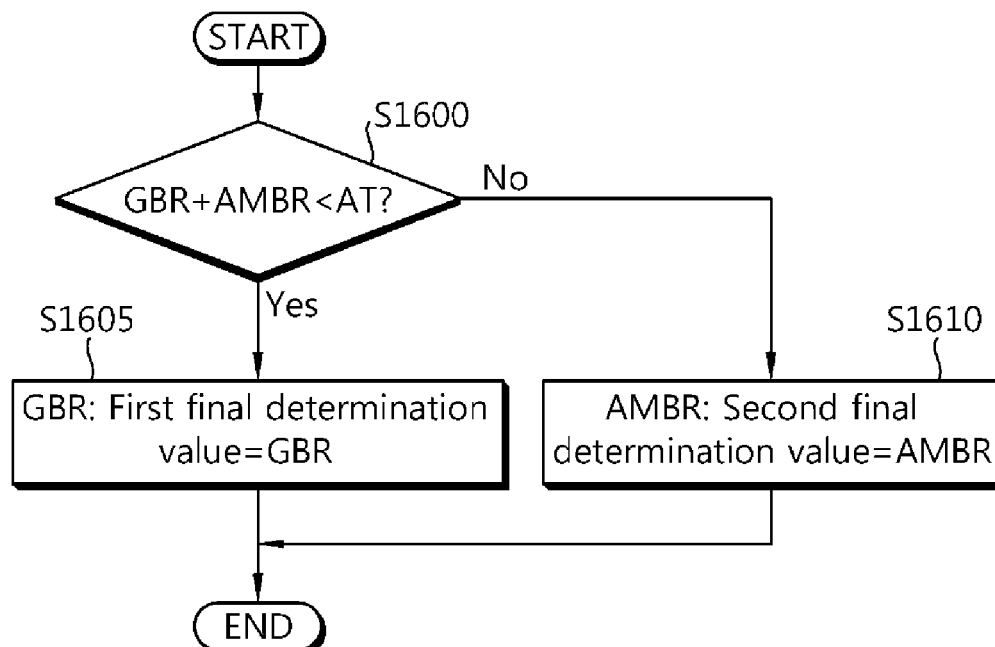 START
S1600
GBR+AMBR<AT?
No
Yes
S1605
S1610
GBR: First final determination
value=GBR
AMBR: Second final
determination value=AMBR
END